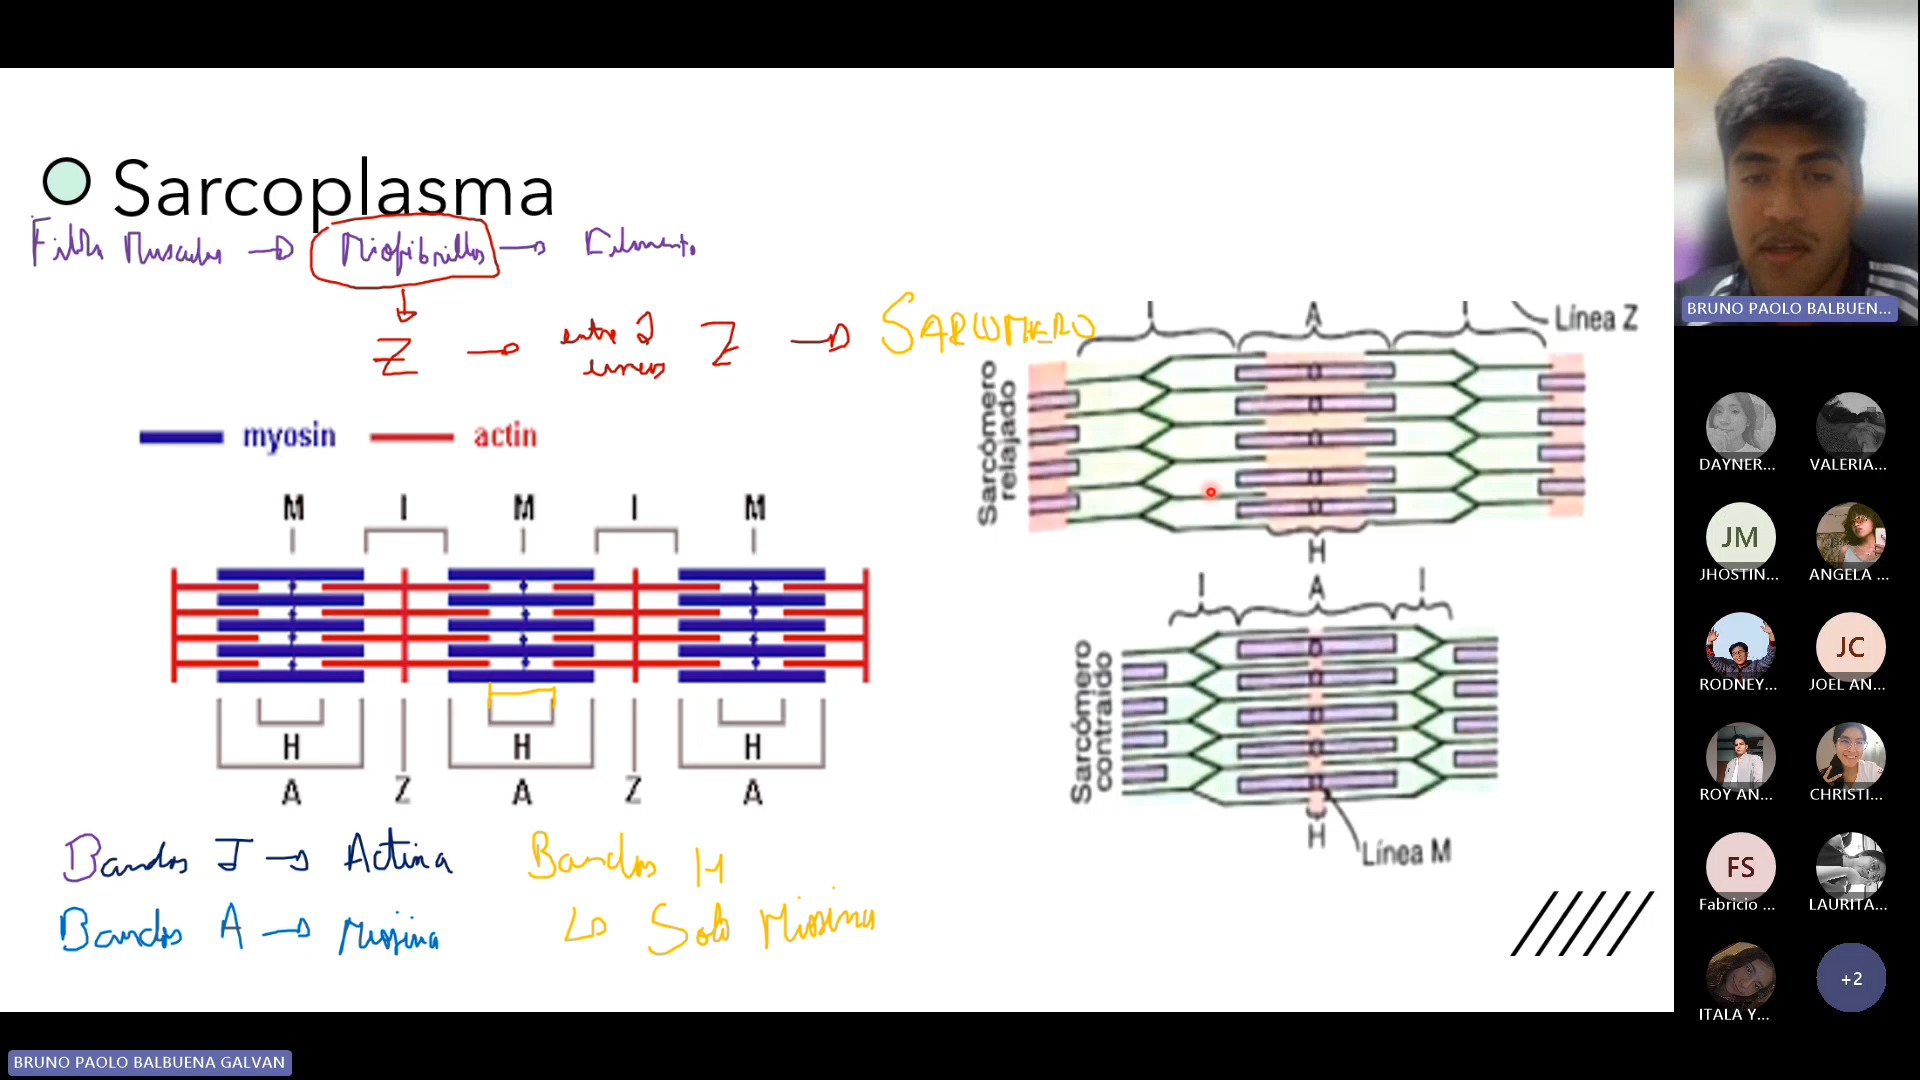 Sarcoplasma
Fibra Muscular → Miofibrillas → Filamento
Z → entre 2 lineas Z → SARCOMERO
myosin actin
M I M I M
H H H
A Z A Z A
Bandas I → Actina
Bandas A → Miosina
Bandas H
↳ Solo Miosina
I A I Línea Z
Sarcómero relajado
H
I A I
Sarcómero contraído
H Línea M
BRUNO PAOLO BALBUEN...
DAYNER... VALERIA...
JM
JHOSTIN... ANGELA ...
JC
RODNEY... JOEL AN...
ROY AN... CHRISTI...
FS
Fabricio ... LAURITA...
+2
ITALA Y...
BRUNO PAOLO BALBUENA GALVAN